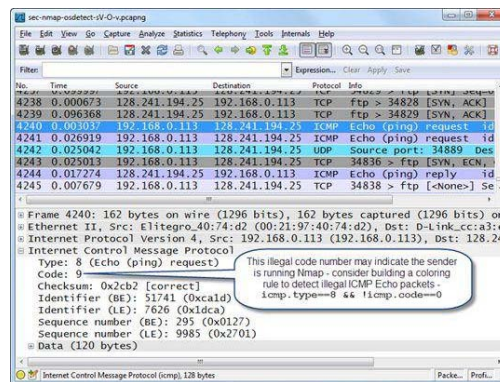 sec-nmap-osdetect-sV-O-v.pcapng
File Edit View Go Capture Analyze Statistics Telephony Tools Internals Help
Filter: Expression... Clear Apply Save
No. Time Source Destination Protocol Info
4238 0.000673 128.241.194.25 192.168.0.113 TCP ftp > 34828 [SYN, ACK]
4239 0.096368 128.241.194.25 192.168.0.113 TCP ftp > 34829 [SYN, ACK]
4240 0.003037 192.168.0.113 128.241.194.25 ICMP Echo (ping) request id
4241 0.026919 192.168.0.113 128.241.194.25 ICMP Echo (ping) request id
4242 0.025042 192.168.0.113 128.241.194.25 UDP Source port: 34889 Des
4243 0.025013 192.168.0.113 128.241.194.25 TCP 34836 > ftp [SYN, ECN,
4244 0.017274 128.241.194.25 192.168.0.113 ICMP Echo (ping) reply id
4245 0.007679 192.168.0.113 128.241.194.25 TCP 34838 > ftp [<None>] Se
Frame 4240: 162 bytes on wire (1296 bits), 162 bytes captured (1296 bits) o
Ethernet II, Src: Elitegro_40:74:d2 (00:21:97:40:74:d2), Dst: D-Link_cc:a3:
Internet Protocol Version 4, Src: 192.168.0.113 (192.168.0.113), Dst: 128.2
Internet Control Message Protocol
Type: 8 (Echo (ping) request)
Code: 9
Checksum: 0x2cb2 [correct]
Identifier (BE): 51741 (0xca1d)
Identifier (LE): 7626 (0x1dca)
Sequence number (BE): 295 (0x0127)
Sequence number (LE): 9985 (0x2701)
Data (120 bytes)
This illegal code number may indicate the sender
is running Nmap - consider building a coloring
rule to detect illegal ICMP Echo packets -
icmp.type==8 && !icmp.code==0
Internet Control Message Protocol (icmp), 128 bytes Packe... Profi...